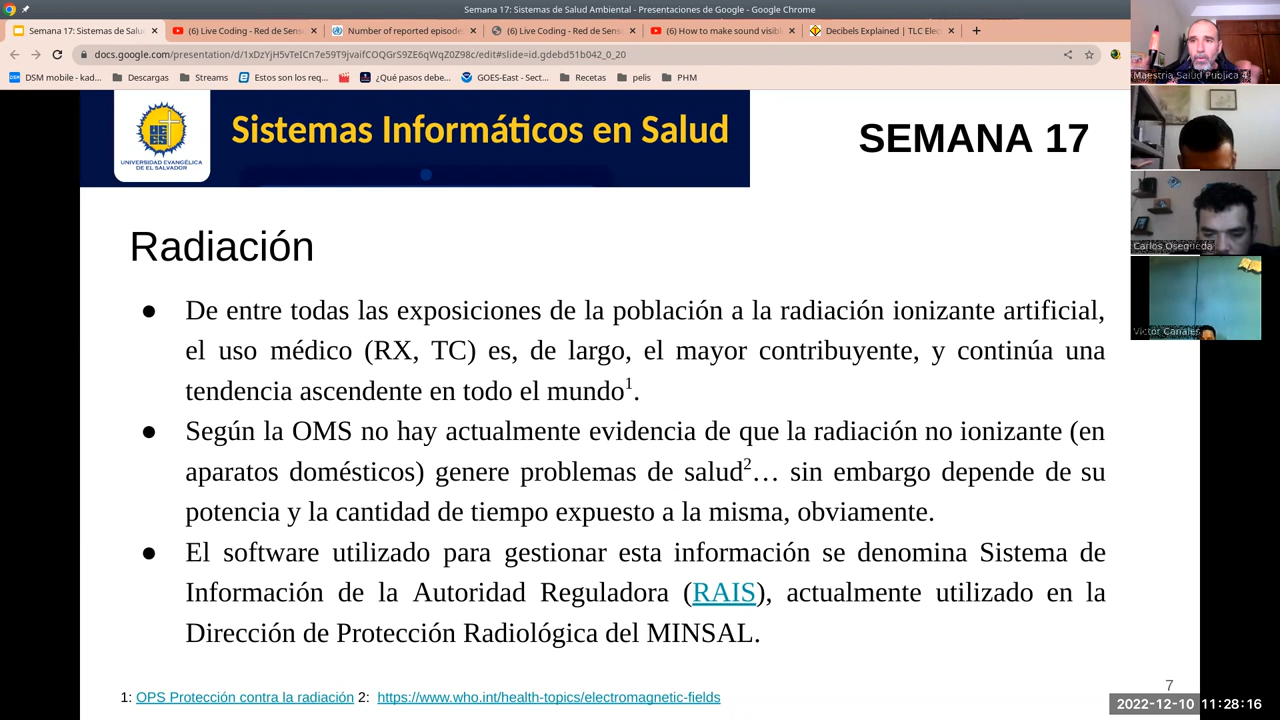 Semana 17: Sistemas de Salud Ambiental - Presentaciones de Google - Google Chrome
Semana 17: Sistemas de Salud
(6) Live Coding - Red de Sens
Number of reported episode
(6) Live Coding - Red de Sens
(6) How to make sound visibl
Decibels Explained | TLC Ele
docs.google.com/presentation/d/1xDzYjH5vTeICn7e59T9jvaifCOQGrS9ZE6qWqZ0Z98c/edit#slide=id.gdebd51b042_0_20
DSM mobile - kad...
Descargas
Streams
Estos son los req...
¿Qué pasos debe...
GOES-East - Sect...
Recetas
pelis
PHM
UNIVERSIDAD EVANGÉLICA
DE EL SALVADOR
Sistemas Informáticos en Salud
SEMANA 17
Radiación
● De entre todas las exposiciones de la población a la radiación ionizante artificial,
el uso médico (RX, TC) es, de largo, el mayor contribuyente, y continúa una
tendencia ascendente en todo el mundo1.
● Según la OMS no hay actualmente evidencia de que la radiación no ionizante (en
aparatos domésticos) genere problemas de salud2… sin embargo depende de su
potencia y la cantidad de tiempo expuesto a la misma, obviamente.
● El software utilizado para gestionar esta información se denomina Sistema de
Información de la Autoridad Reguladora (RAIS), actualmente utilizado en la
Dirección de Protección Radiológica del MINSAL.
1: OPS Protección contra la radiación 2: https://www.who.int/health-topics/electromagnetic-fields
7
Maestria Salud Publica 4
Carlos Osegueda
Victor Canales
2022-12-10 11:28:16